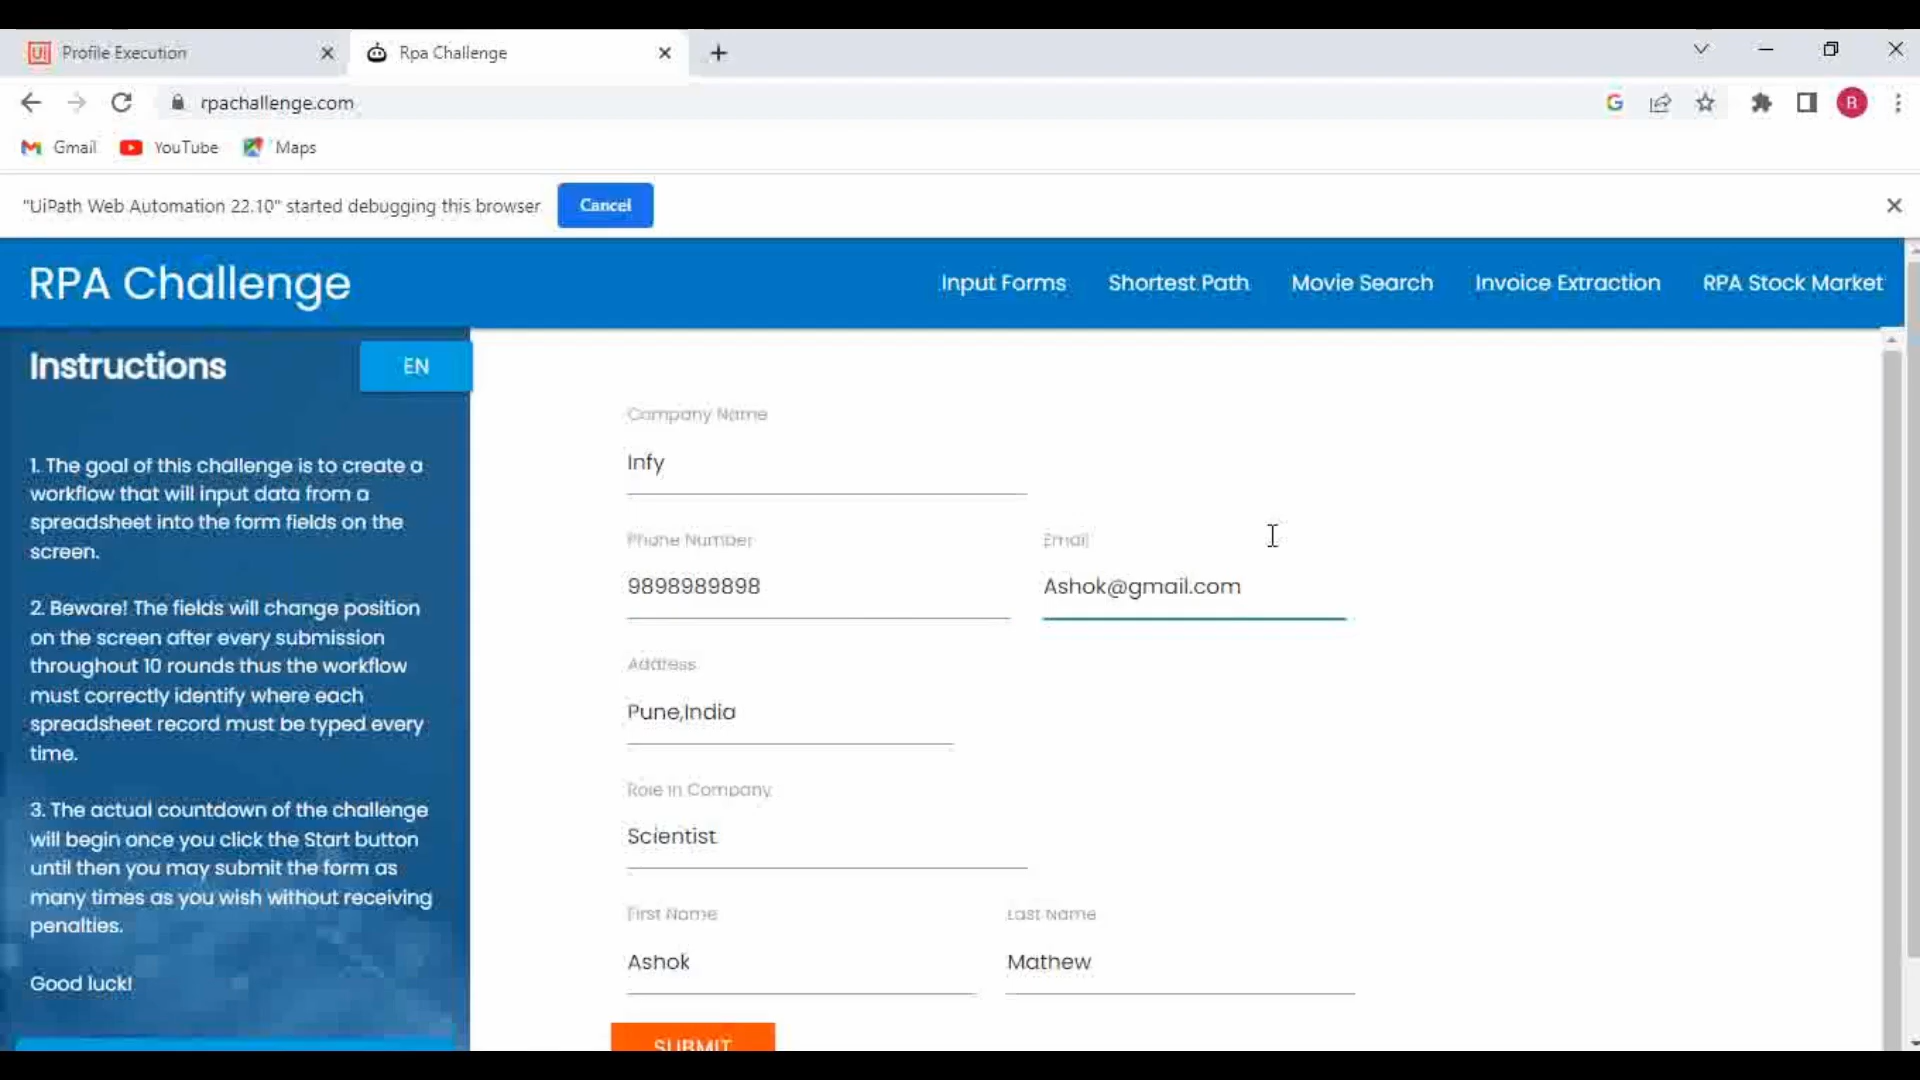 Profile Execution
Rpa Challenge
rpachallenge.com
G
B
Gmail
YouTube
Maps
"UiPath Web Automation 22.10" started debugging this browser
Cancel
RPA Challenge
Input Forms
Shortest Path
Movie Search
Invoice Extraction
RPA Stock Market
Instructions
EN
1. The goal of this challenge is to create a
workflow that will input data from a
spreadsheet into the form fields on the
screen.
2. Beware! The fields will change position
on the screen after every submission
throughout 10 rounds thus the workflow
must correctly identify where each
spreadsheet record must be typed every
time.
3. The actual countdown of the challenge
will begin once you click the Start button
until then you may submit the form as
many times as you wish without receiving
penalties.
Good luck!
Company Name
Infy
Phone Number
Email
9898989898
Ashok@gmail.com
Address
Pune,India
Role in Company
Scientist
First Name
Last Name
Ashok
Mathew
SUBMIT